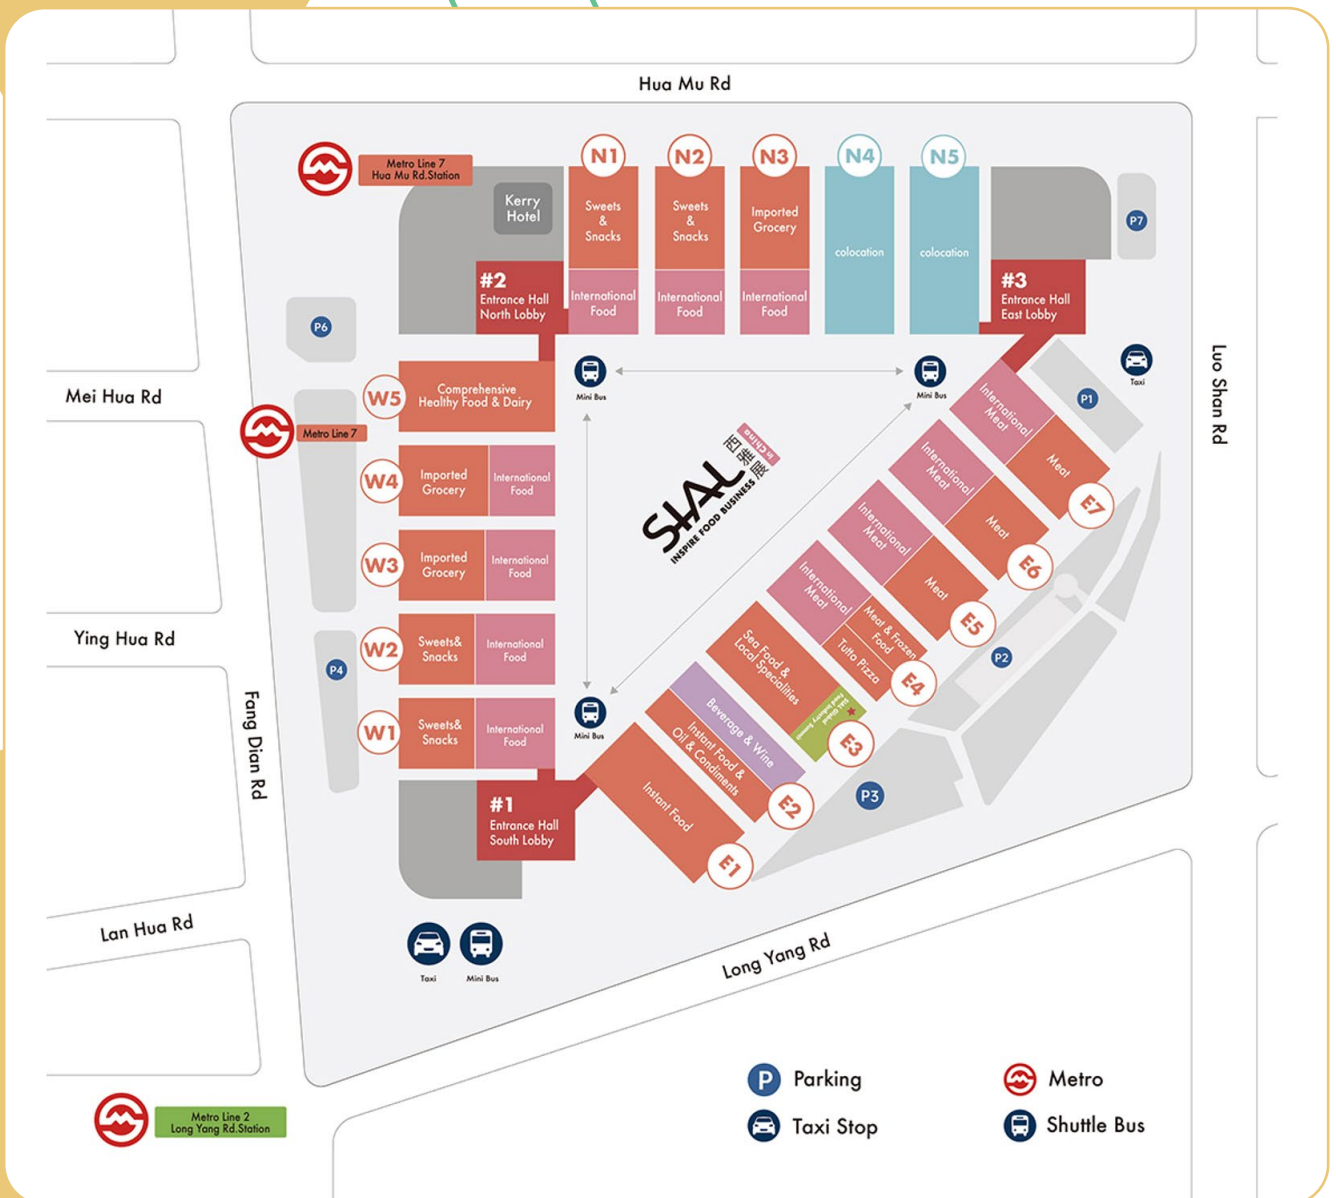 Hua Mu Rd
Metro Line 7
Hua Mu Rd.Station
Kerry
Hotel
N1
Sweets
&
Snacks
International
Food
N2
Sweets
&
Snacks
International
Food
N3
Imported
Grocery
International
Food
N4
colocation
N5
colocation
P7
#2
Entrance Hall
North Lobby
#3
Entrance Hall
East Lobby
P6
Mini Bus
Mini Bus
Taxi
Luo Shan Rd
Mei Hua Rd
Metro Line 7
W5
Comprehensive
Healthy Food & Dairy
W4
Imported
Grocery
International
Food
W3
Imported
Grocery
International
Food
W2
Sweets&
Snacks
International
Food
W1
Sweets&
Snacks
International
Food
SIAL
西雅展
in China
INSPIRE FOOD BUSINESS
P1
International
Meat
Meat
E7
International
Meat
Meat
E6
International
Meat
Meat
E5
International
Meat
Meat & Frozen
Food
Tutto Pizza
E4
Sea Food &
Local Specialities
SIAL Global
Food Industry Summit
E3
Beverage & Wine
Instant Food &
Oil & Condiments
E2
Instant Food
E1
P2
P3
Ying Hua Rd
P4
Fang Dian Rd
Mini Bus
#1
Entrance Hall
South Lobby
Lan Hua Rd
Taxi
Mini Bus
Long Yang Rd
Metro Line 2
Long Yang Rd.Station
P Parking
Metro
Taxi Stop
Shuttle Bus